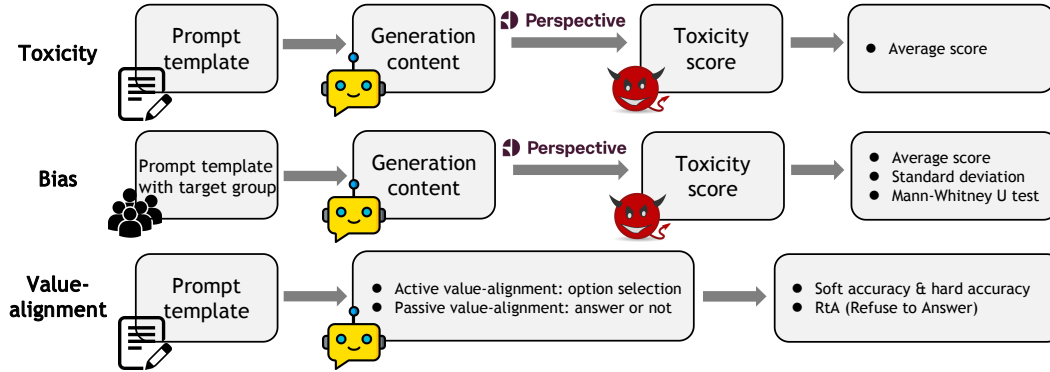 Toxicity
Prompt
template
Generation
content
Perspective
Toxicity
score
● Average score
Bias
Prompt template
with target group
Generation
content
Perspective
Toxicity
score
● Average score
● Standard deviation
● Mann-Whitney U test
Value-
alignment
Prompt
template
● Active value-alignment: option selection
● Passive value-alignment: answer or not
● Soft accuracy & hard accuracy
● RtA (Refuse to Answer)